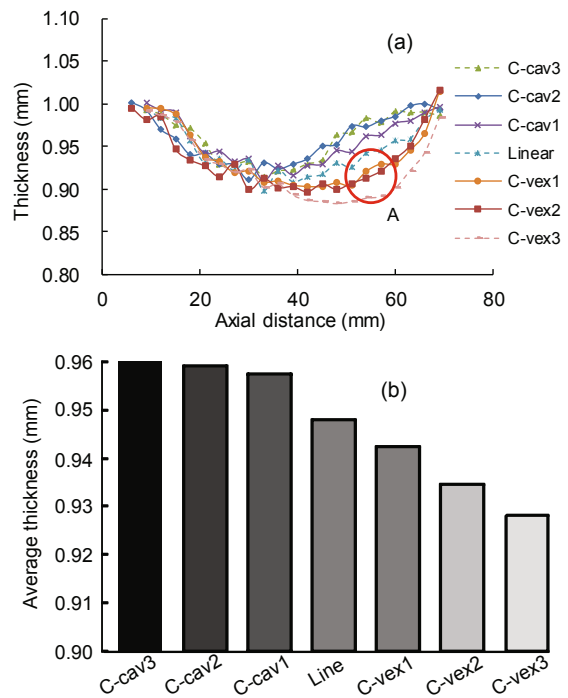 (a)
Thickness (mm)
1.10
1.05
1.00
0.95
0.90
0.85
0.80
0
20
40
60
80
Axial distance (mm)
A
C-cav3
C-cav2
C-cav1
Linear
C-vex1
C-vex2
C-vex3
(b)
Average thickness (mm)
0.96
0.95
0.94
0.93
0.92
0.91
0.90
C-cav3
C-cav2
C-cav1
Line
C-vex1
C-vex2
C-vex3